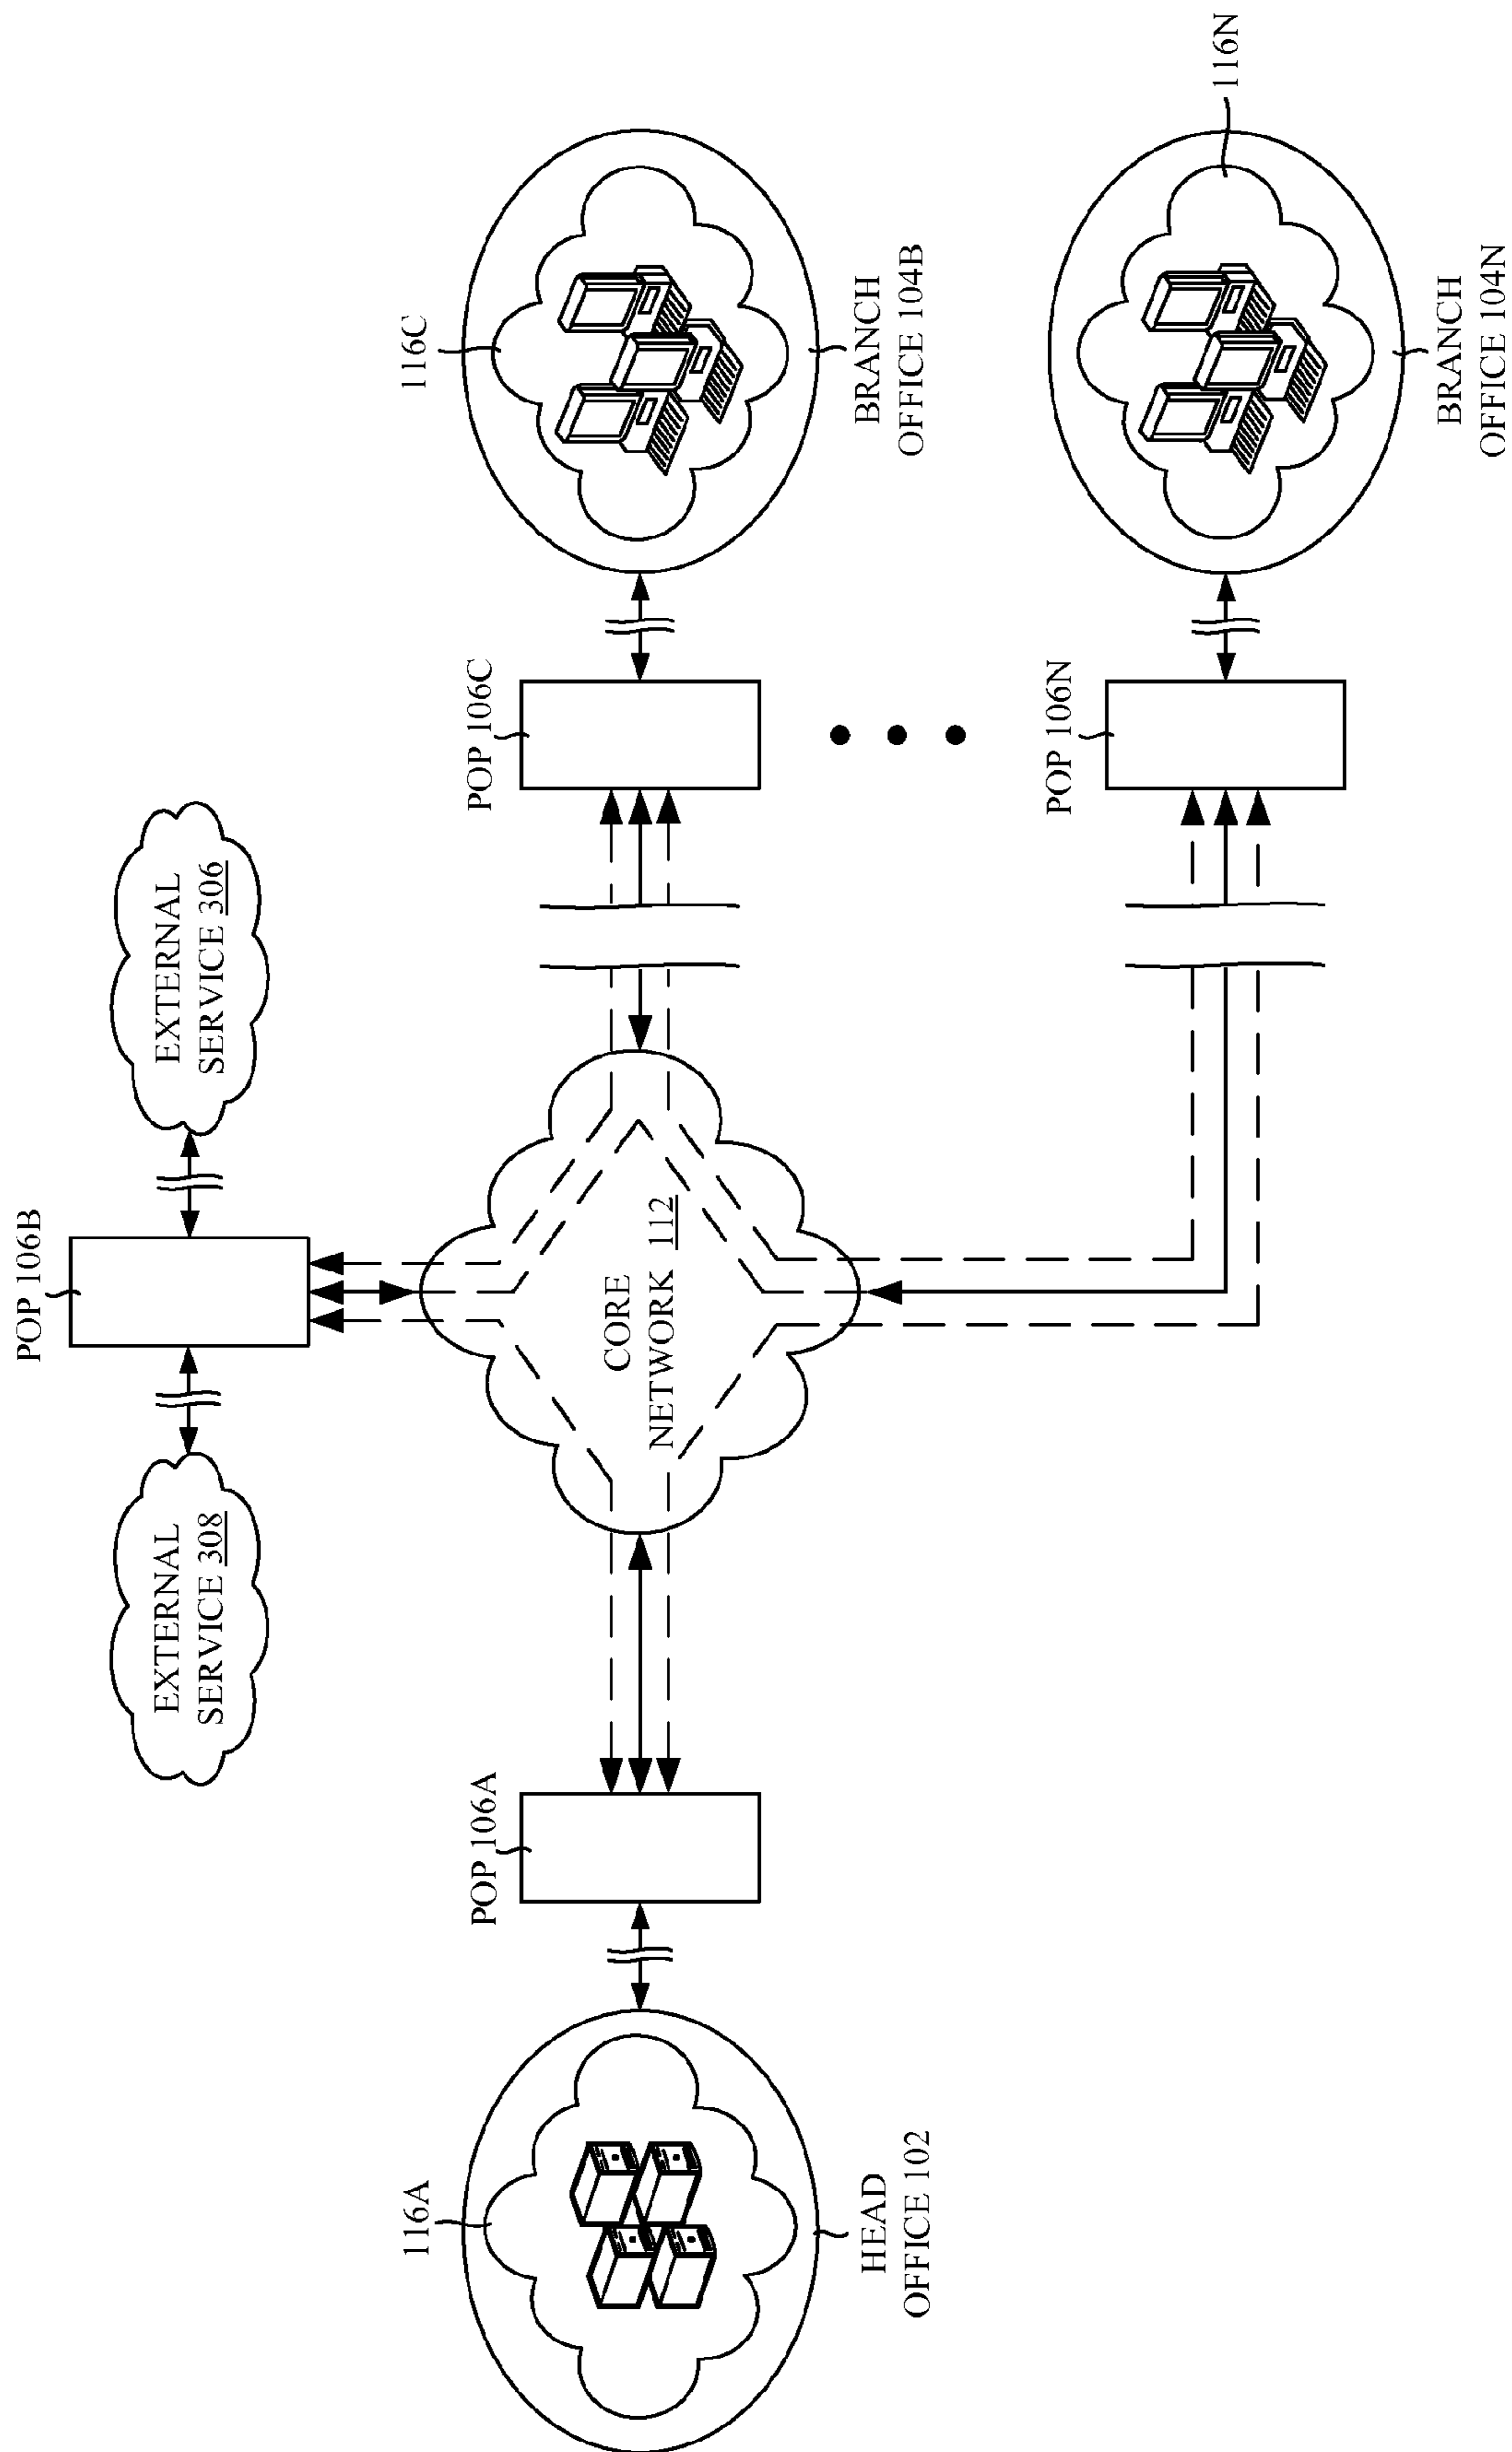 EXTERNAL
SERVICE 308
POP 106B
EXTERNAL
SERVICE 306
116A
HEAD
OFFICE 102
POP 106A
CORE
NETWORK 112
POP 106C
116C
BRANCH
OFFICE 104B
POP 106N
116N
BRANCH
OFFICE 104N